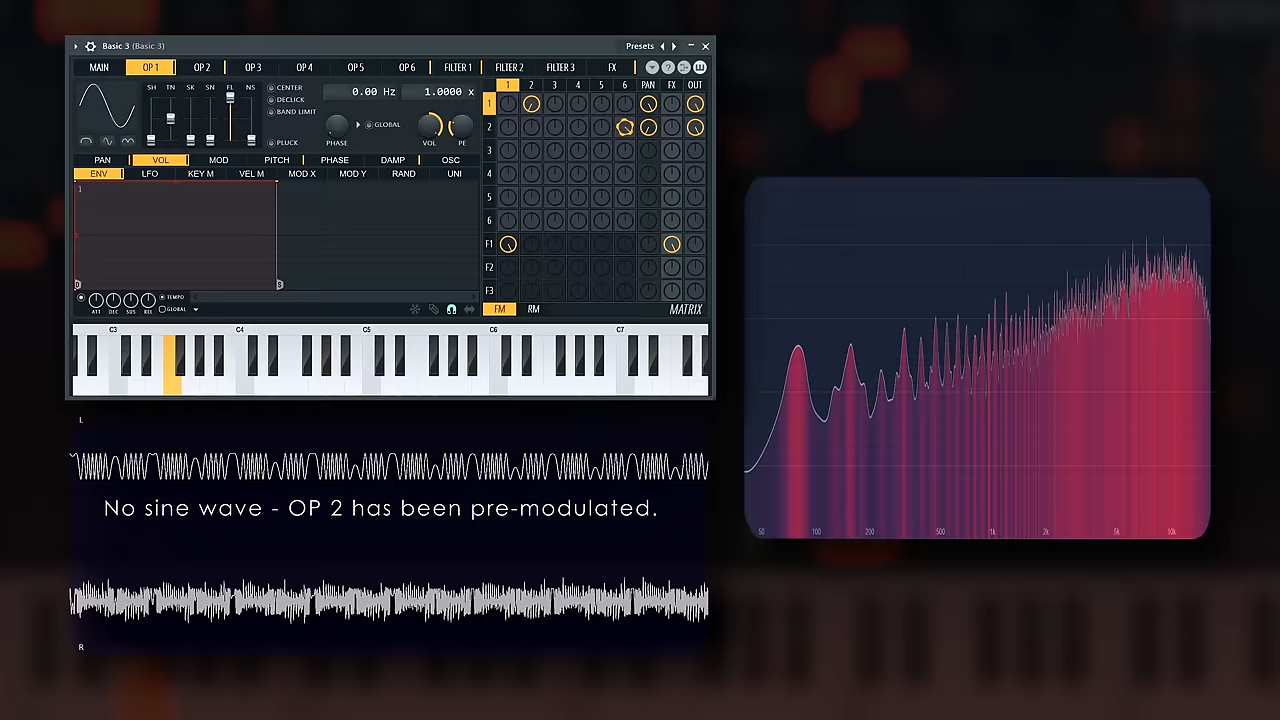 Basic 3 (Basic 3) Presets
MAIN OP 1 OP 2 OP 3 OP 4 OP 5 OP 6 FILTER 1 FILTER 2 FILTER 3 FX
SH TN SK SN FL NS
CENTER
DECLICK
BAND LIMIT
PLUCK
0.00 Hz 1.0000 x
PHASE GLOBAL VOL PE
PAN VOL MOD PITCH PHASE DAMP OSC
ENV LFO KEY M VEL M MOD X MOD Y RAND UNI
1
ATT DEC SUS REL TEMPO
GLOBAL
1 2 3 4 5 6 PAN FX OUT
1
2
3
4
5
6
F1
F2
F3
FM RM MATRIX
C3 C4 C5 C6 C7
L
No sine wave - OP 2 has been pre-modulated.
R
50 100 200 500 1k 2k 5k 10k